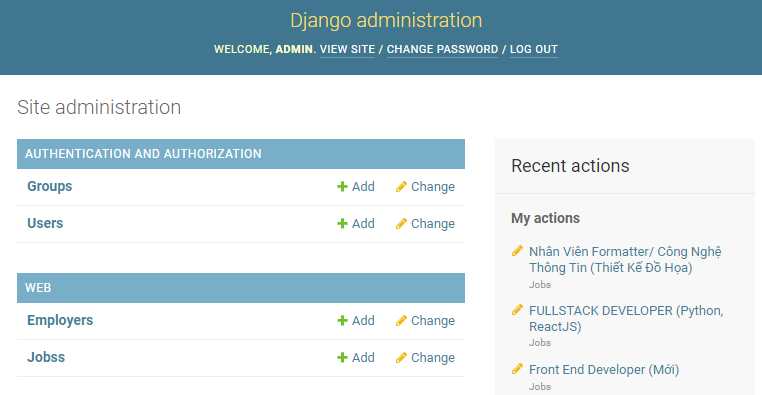 Django administration
WELCOME, ADMIN. VIEW SITE / CHANGE PASSWORD / LOG OUT
Site administration
AUTHENTICATION AND AUTHORIZATION
Groups Add Change
Users Add Change
WEB
Employers Add Change
Jobss Add Change
Recent actions
My actions
Nhân Viên Formatter/ Công Nghệ
Thông Tin (Thiết Kế Đồ Họa)
Jobs
FULLSTACK DEVELOPER (Python,
ReactJS)
Jobs
Front End Developer (Mới)
Jobs